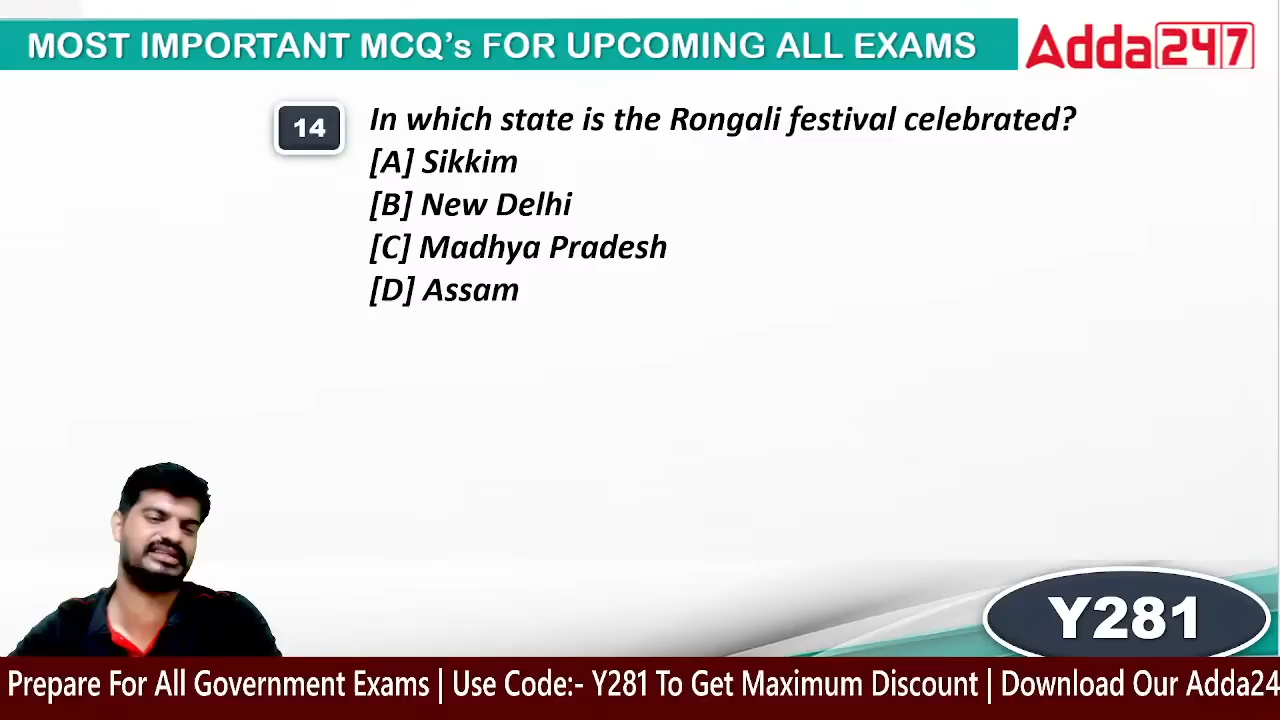 MOST IMPORTANT MCQ's FOR UPCOMING ALL EXAMS
Adda247
14
In which state is the Rongali festival celebrated?
[A] Sikkim
[B] New Delhi
[C] Madhya Pradesh
[D] Assam
Y281
Prepare For All Government Exams | Use Code:- Y281 To Get Maximum Discount | Download Our Adda24